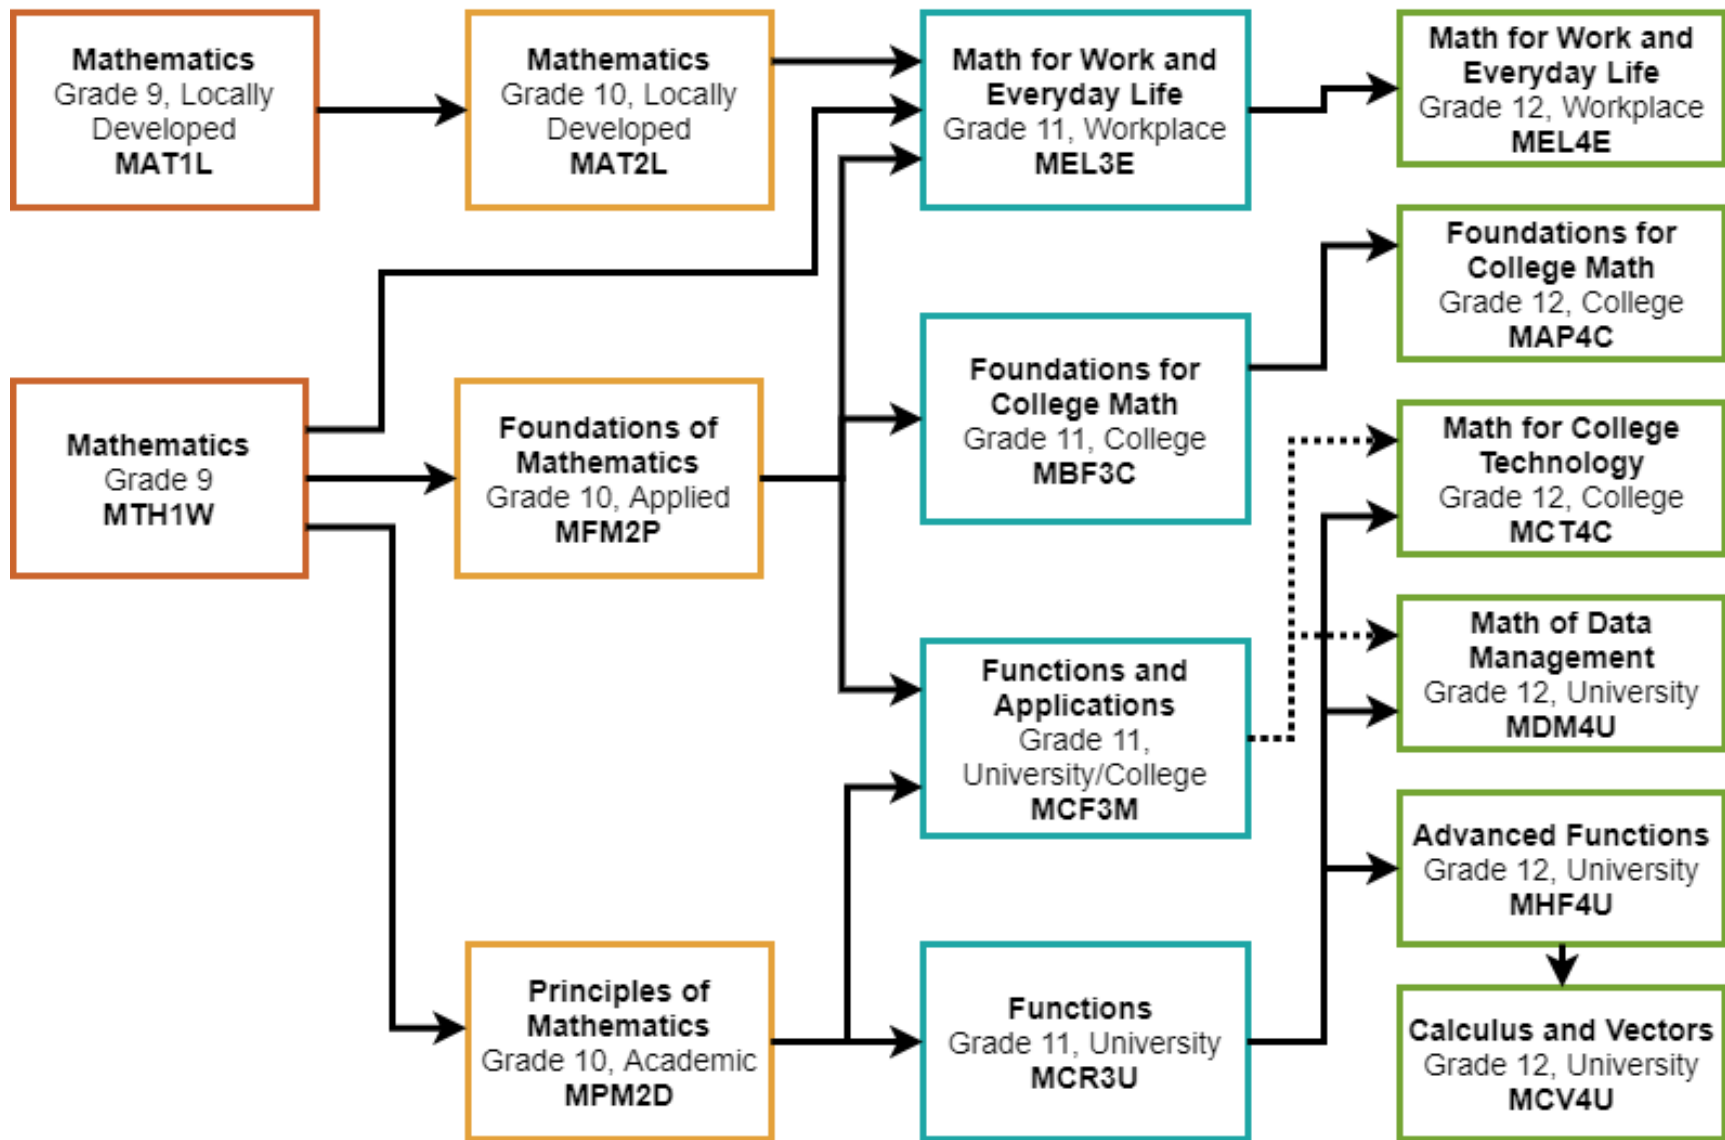 Mathematics
Grade 9, Locally
Developed
MAT1L
Mathematics
Grade 10, Locally
Developed
MAT2L
Math for Work and
Everyday Life
Grade 11, Workplace
MEL3E
Math for Work and
Everyday Life
Grade 12, Workplace
MEL4E
Foundations for
College Math
Grade 12, College
MAP4C
Mathematics
Grade 9
MTH1W
Foundations of
Mathematics
Grade 10, Applied
MFM2P
Foundations for
College Math
Grade 11, College
MBF3C
Math for College
Technology
Grade 12, College
MCT4C
Functions and
Applications
Grade 11,
University/College
MCF3M
Math of Data
Management
Grade 12, University
MDM4U
Advanced Functions
Grade 12, University
MHF4U
Principles of
Mathematics
Grade 10, Academic
MPM2D
Functions
Grade 11, University
MCR3U
Calculus and Vectors
Grade 12, University
MCV4U